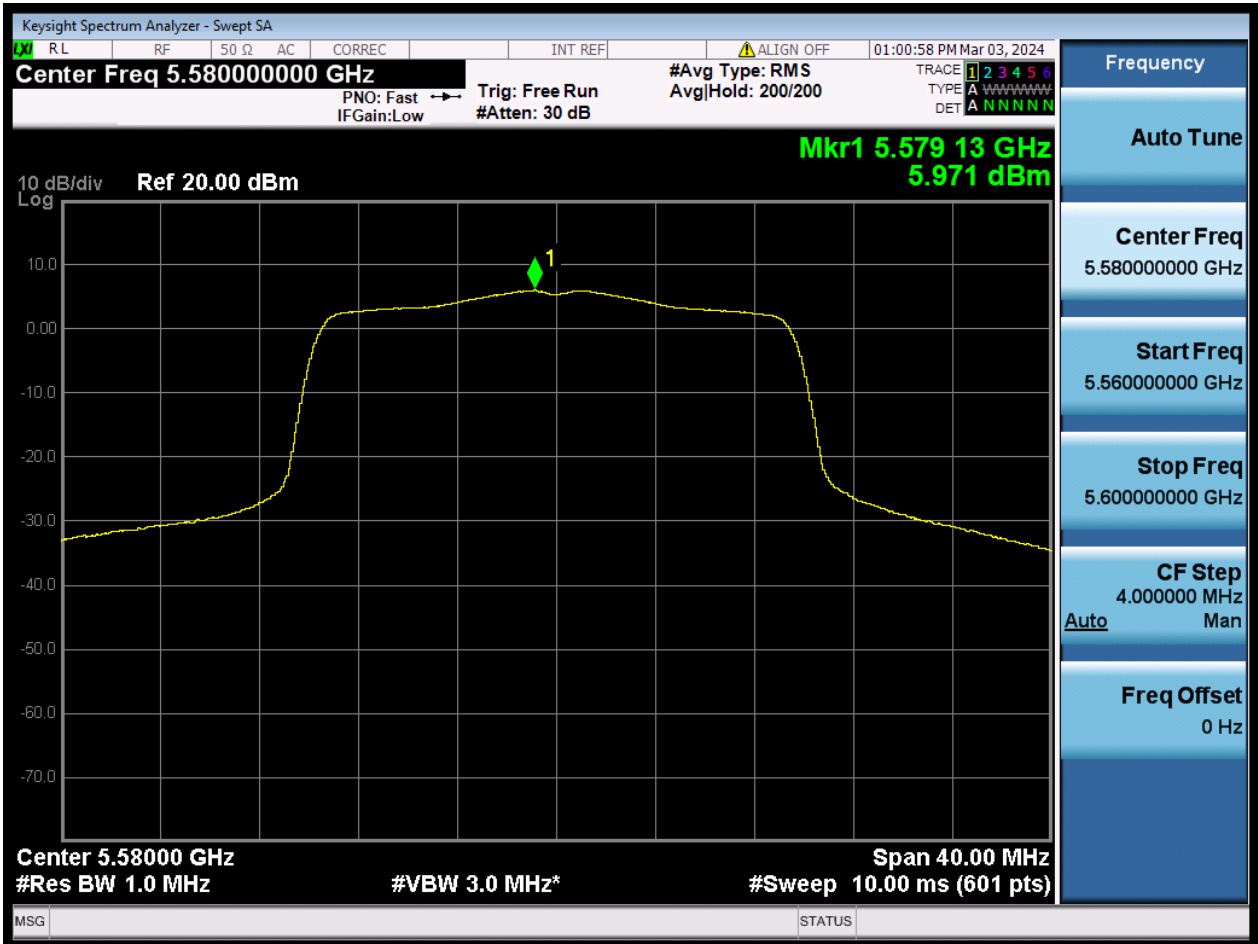 Keysight Spectrum Analyzer - Swept SA
LXI RL RF 50 Ω AC CORREC INT REF ALIGN OFF 01:00:58 PM Mar 03, 2024
Center Freq 5.580000000 GHz
PNO: Fast
IFGain:Low
Trig: Free Run
#Atten: 30 dB
#Avg Type: RMS
Avg|Hold: 200/200
TRACE 1 2 3 4 5 6
TYPE A WWWWW
DET A N N N N N
Mkr1 5.579 13 GHz
5.971 dBm
10 dB/div Ref 20.00 dBm
Log
1
10.0
0.00
-10.0
-20.0
-30.0
-40.0
-50.0
-60.0
-70.0
Center 5.58000 GHz Span 40.00 MHz
#Res BW 1.0 MHz #VBW 3.0 MHz* #Sweep 10.00 ms (601 pts)
MSG STATUS
Frequency
Auto Tune
Center Freq
5.580000000 GHz
Start Freq
5.560000000 GHz
Stop Freq
5.600000000 GHz
CF Step
4.000000 MHz
Auto Man
Freq Offset
0 Hz